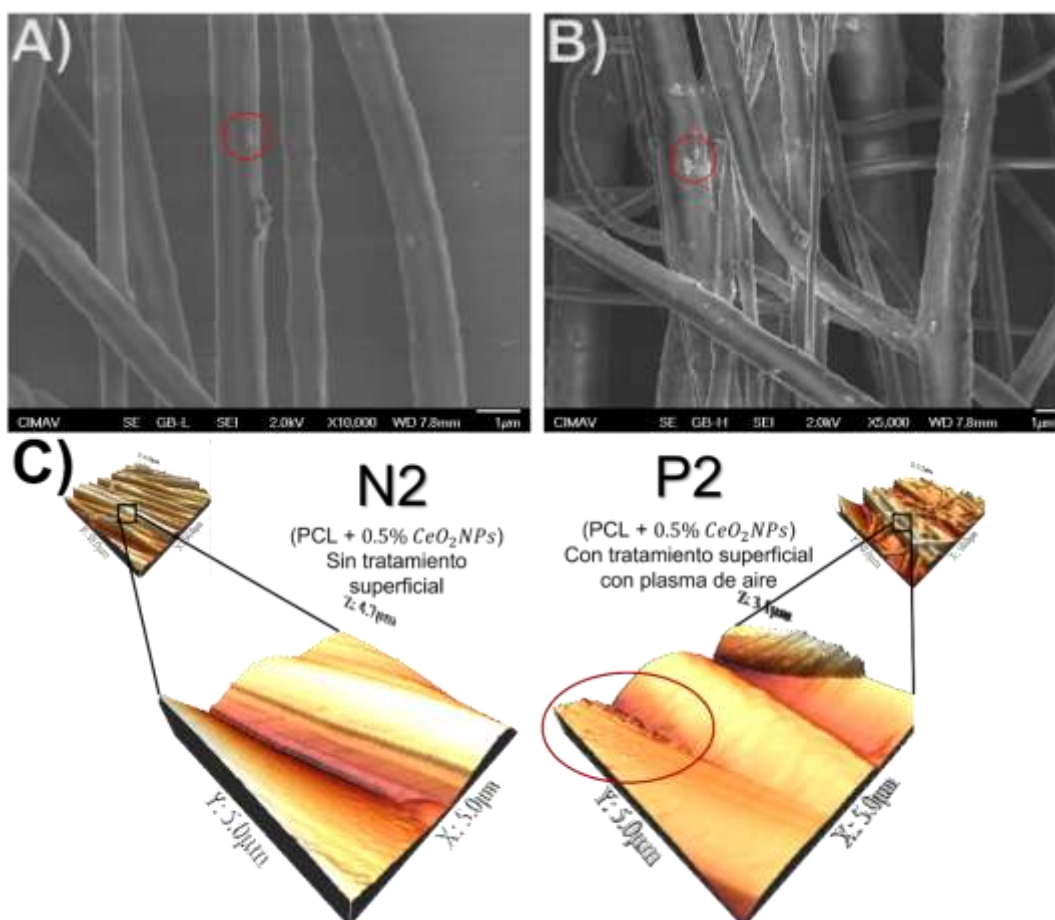 A)
B)
CIMAV SE GB-L SEI 2.0kV X10,000 WD 7.8mm 1μm
CIMAV SE GB-H SEI 2.0kV X5,000 WD 7.8mm 1μm
C)
N2
(PCL + 0.5% CeO₂NPs)
Sin tratamiento
superficial
Z: 4.7μm
Y: 5.0μm
X: 5.0μm
P2
(PCL + 0.5% CeO₂NPs)
Con tratamiento superficial
con plasma de aire
Y: 5.0μm
X: 5.0μm